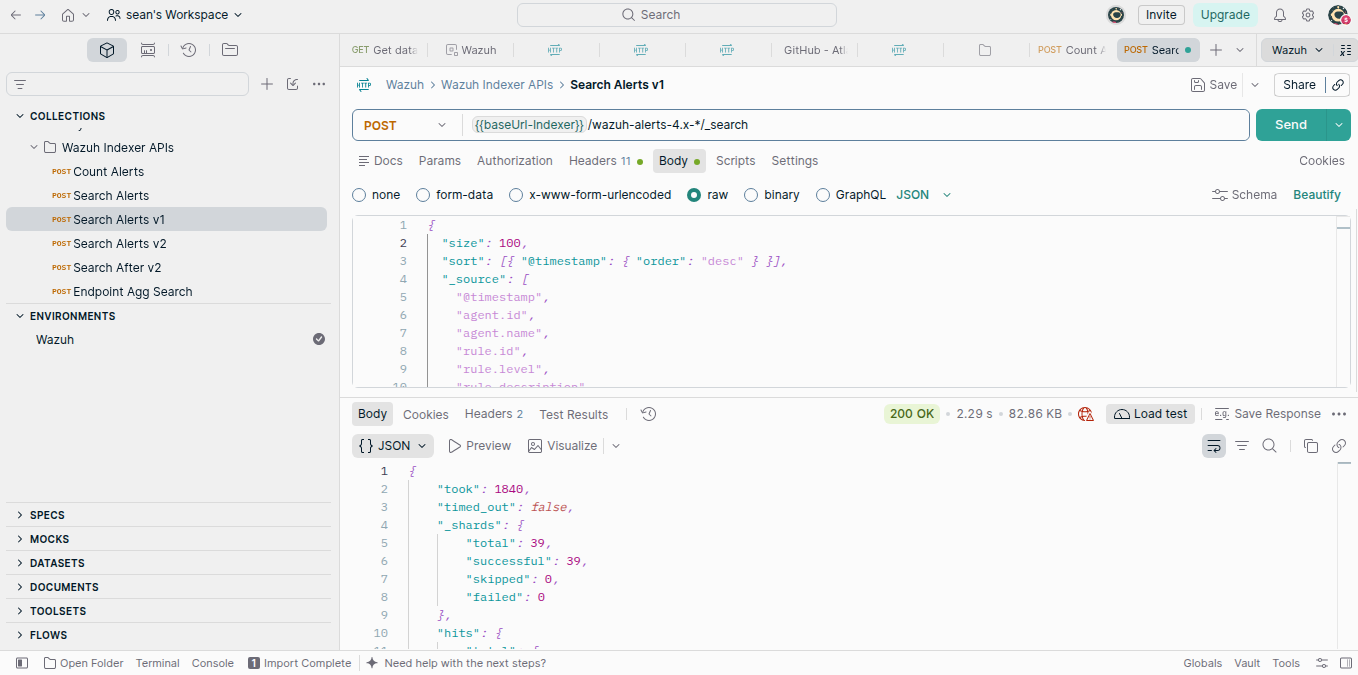 sean's Workspace
Search
Invite
Upgrade
GET Get data
Wazuh
HTTP
HTTP
HTTP
GitHub - Atl
HTTP
POST Count A
POST Searc
Wazuh
HTTP
Wazuh > Wazuh Indexer APIs > Search Alerts v1
Save
Share
COLLECTIONS
Wazuh Indexer APIs
POST Count Alerts
POST Search Alerts
POST Search Alerts v1
POST Search Alerts v2
POST Search After v2
POST Endpoint Agg Search
ENVIRONMENTS
Wazuh
SPECS
MOCKS
DATASETS
DOCUMENTS
TOOLSETS
FLOWS
POST
{{baseUrl-Indexer}}/wazuh-alerts-4.x-*/_search
Send
Docs Params Authorization Headers 11 Body Scripts Settings Cookies
none form-data x-www-form-urlencoded raw binary GraphQL JSON Schema Beautify
1 {
2 "size": 100,
3 "sort": [{ "@timestamp": { "order": "desc" } }],
4 "_source": [
5 "@timestamp",
6 "agent.id",
7 "agent.name",
8 "rule.id",
9 "rule.level",
10 "rule.description"
Body Cookies Headers 2 Test Results
200 OK • 2.29 s • 82.86 KB • Load test e.g. Save Response
{} JSON Preview Visualize
1 {
2 "took": 1840,
3 "timed_out": false,
4 "_shards": {
5 "total": 39,
6 "successful": 39,
7 "skipped": 0,
8 "failed": 0
9 },
10 "hits": {
Open Folder Terminal Console 1 Import Complete Need help with the next steps?
Globals Vault Tools